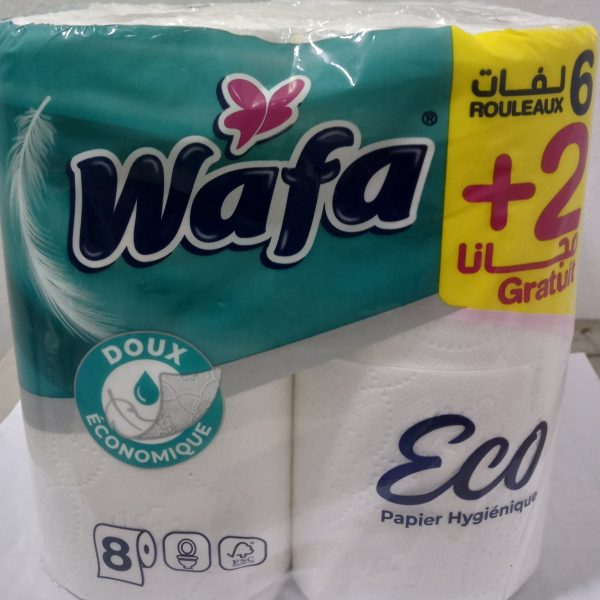 Wafa®
6 لفات
ROULEAUX
+2
مجانا
Gratuit
DOUX
ÉCONOMIQUE
Eco
Papier Hygiénique
8
FSC